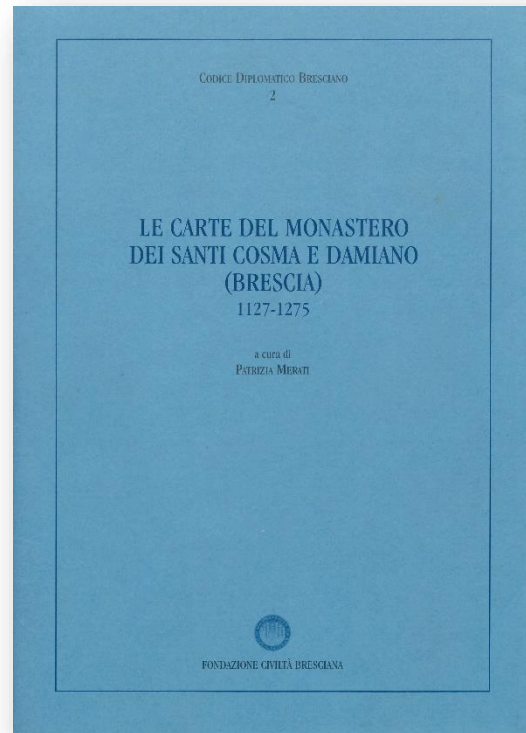 CODICE DIPLOMATICO BRESCIANO
2
LE CARTE DEL MONASTERO
DEI SANTI COSMA E DAMIANO
(BRESCIA)
1127-1275
a cura di
PATRIZIA MERATI
FONDAZIONE CIVILTÀ BRESCIANA